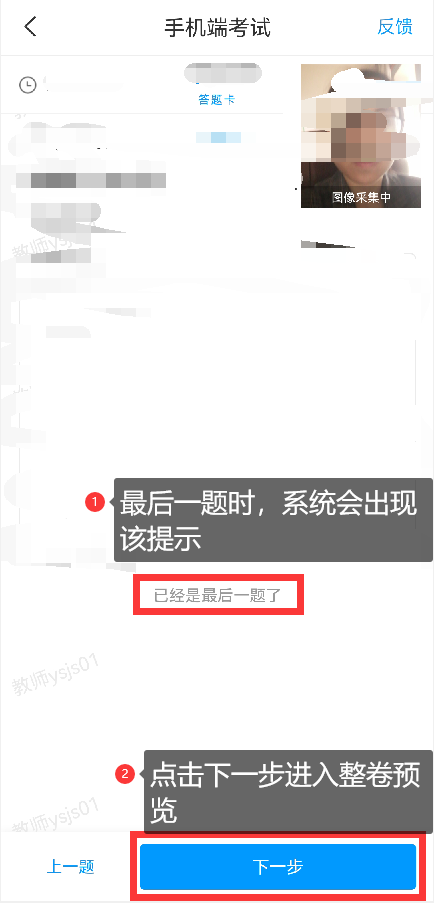 手机端考试
反馈
答题卡
图像采集中
教师ysjs01
1
最后一题时，系统会出现
该提示
已经是最后一题了
教师ysjs01
2
点击下一步进入整卷预
览
教师ysjs01
上一题
下一步